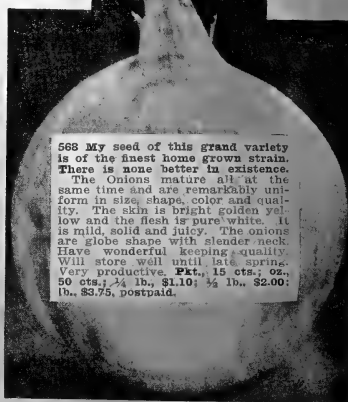 568 My seed of this grand variety
is of the finest home grown strain.
There is none better in existence.
The Onions mature all at the
same time and are remarkably uni-
form in size, shape, color and qual-
ity. The skin is bright golden yel-
low and the flesh is pure white. It
is mild, solid and juicy. The onions
are globe shape with slender neck.
Have wonderful keeping quality.
Will store well until late spring.
Very productive. Pkt., 15 cts.; oz.,
50 cts.; ¼ lb., $1.10; ½ lb., $2.00;
lb., $3.75, postpaid.